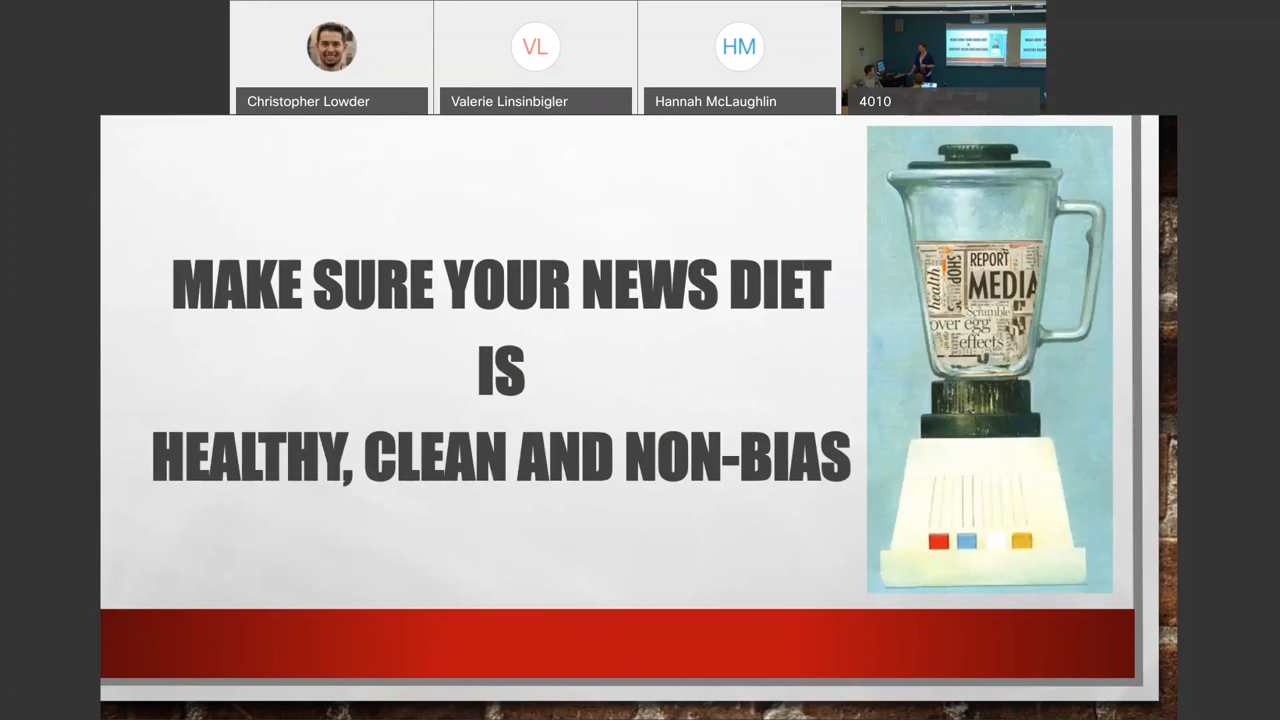 VL
HM
Christopher Lowder
Valerie Linsinbigler
Hannah McLaughlin
4010
MAKE SURE YOUR NEWS DIET
IS
HEALTHY, CLEAN AND NON-BIAS
health
SHOP
REPORT
MEDIA
Scramble
over egg
effects